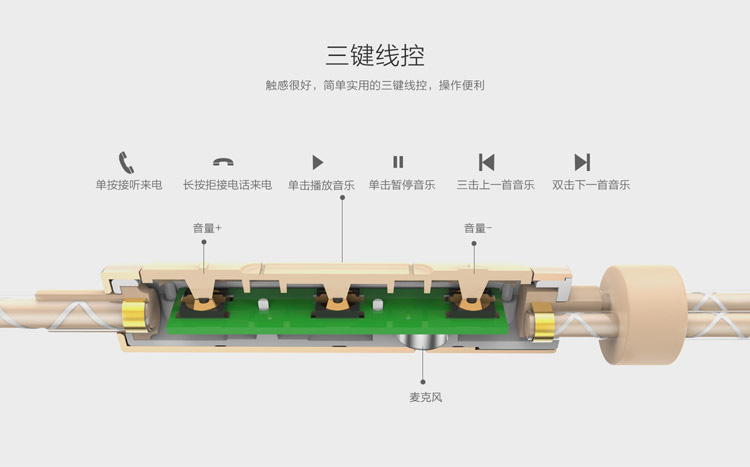 三键线控
触感很好，简单实用的三键线控，操作便利
单按接听来电
长按拒接电话来电
单击播放音乐
单击暂停音乐
三击上一首音乐
双击下一首音乐
音量+
音量-
麦克风